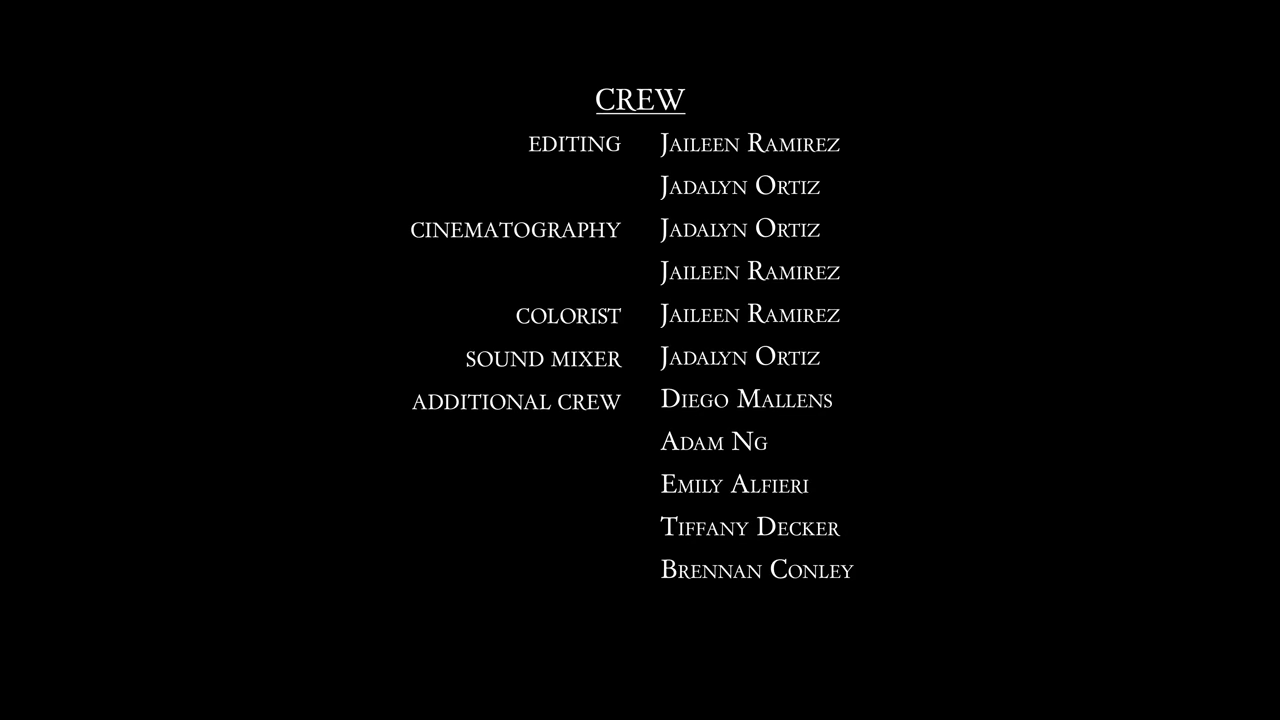 CREW
EDITING Jaileen Ramirez
Jadalyn Ortiz
CINEMATOGRAPHY Jadalyn Ortiz
Jaileen Ramirez
COLORIST Jaileen Ramirez
SOUND MIXER Jadalyn Ortiz
ADDITIONAL CREW Diego Mallens
Adam Ng
Emily Alfieri
Tiffany Decker
Brennan Conley